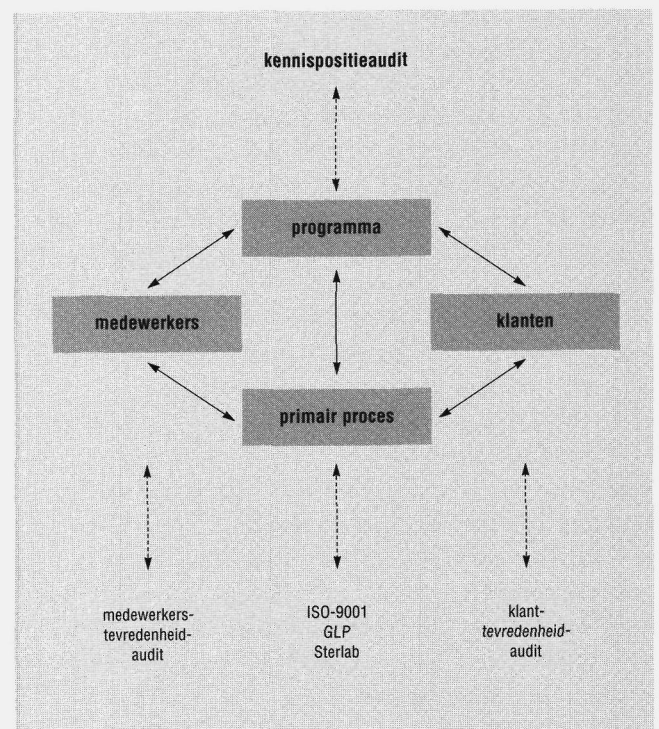 kennispositieaudit
programma
medewerkers
klanten
primair proces
medewerkers-
tevredenheid-
audit
ISO-9001
GLP
Sterlab
klant-
tevredenheid-
audit